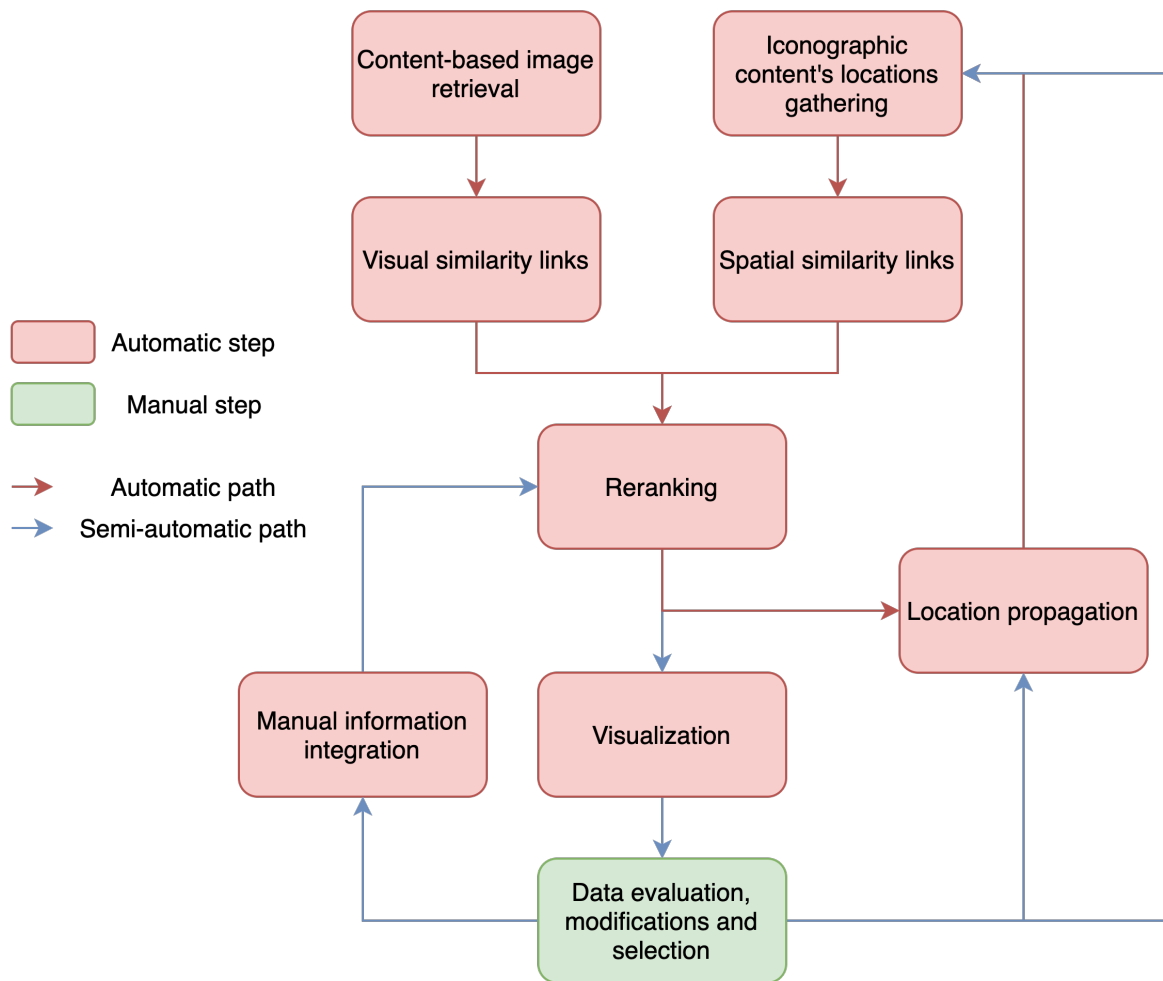 Content-based image
retrieval
Iconographic
content's locations
gathering
Visual similarity links
Spatial similarity links
Automatic step
Manual step
Automatic path
Semi-automatic path
Reranking
Location propagation
Manual information
integration
Visualization
Data evaluation,
modifications and
selection